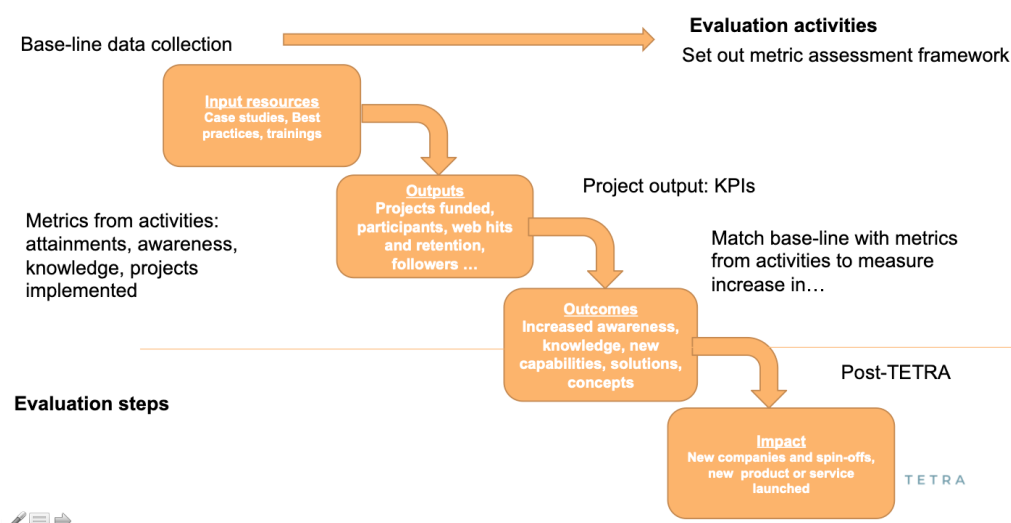 Evaluation activities
Base-line data collection
Set out metric assessment framework
Input resources
Case studies, Best
practices, trainings
Outputs
Projects funded,
participants, web hits
and retention,
followers ...
Project output: KPIs
Metrics from activities:
attainments, awareness,
knowledge, projects
implemented
Match base-line with metrics
from activities to measure
increase in...
Outcomes
Increased awareness,
knowledge, new
capabilities, solutions,
concepts
Post-TETRA
Evaluation steps
Impact
New companies and spin-offs,
new product or service
launched
TETRA